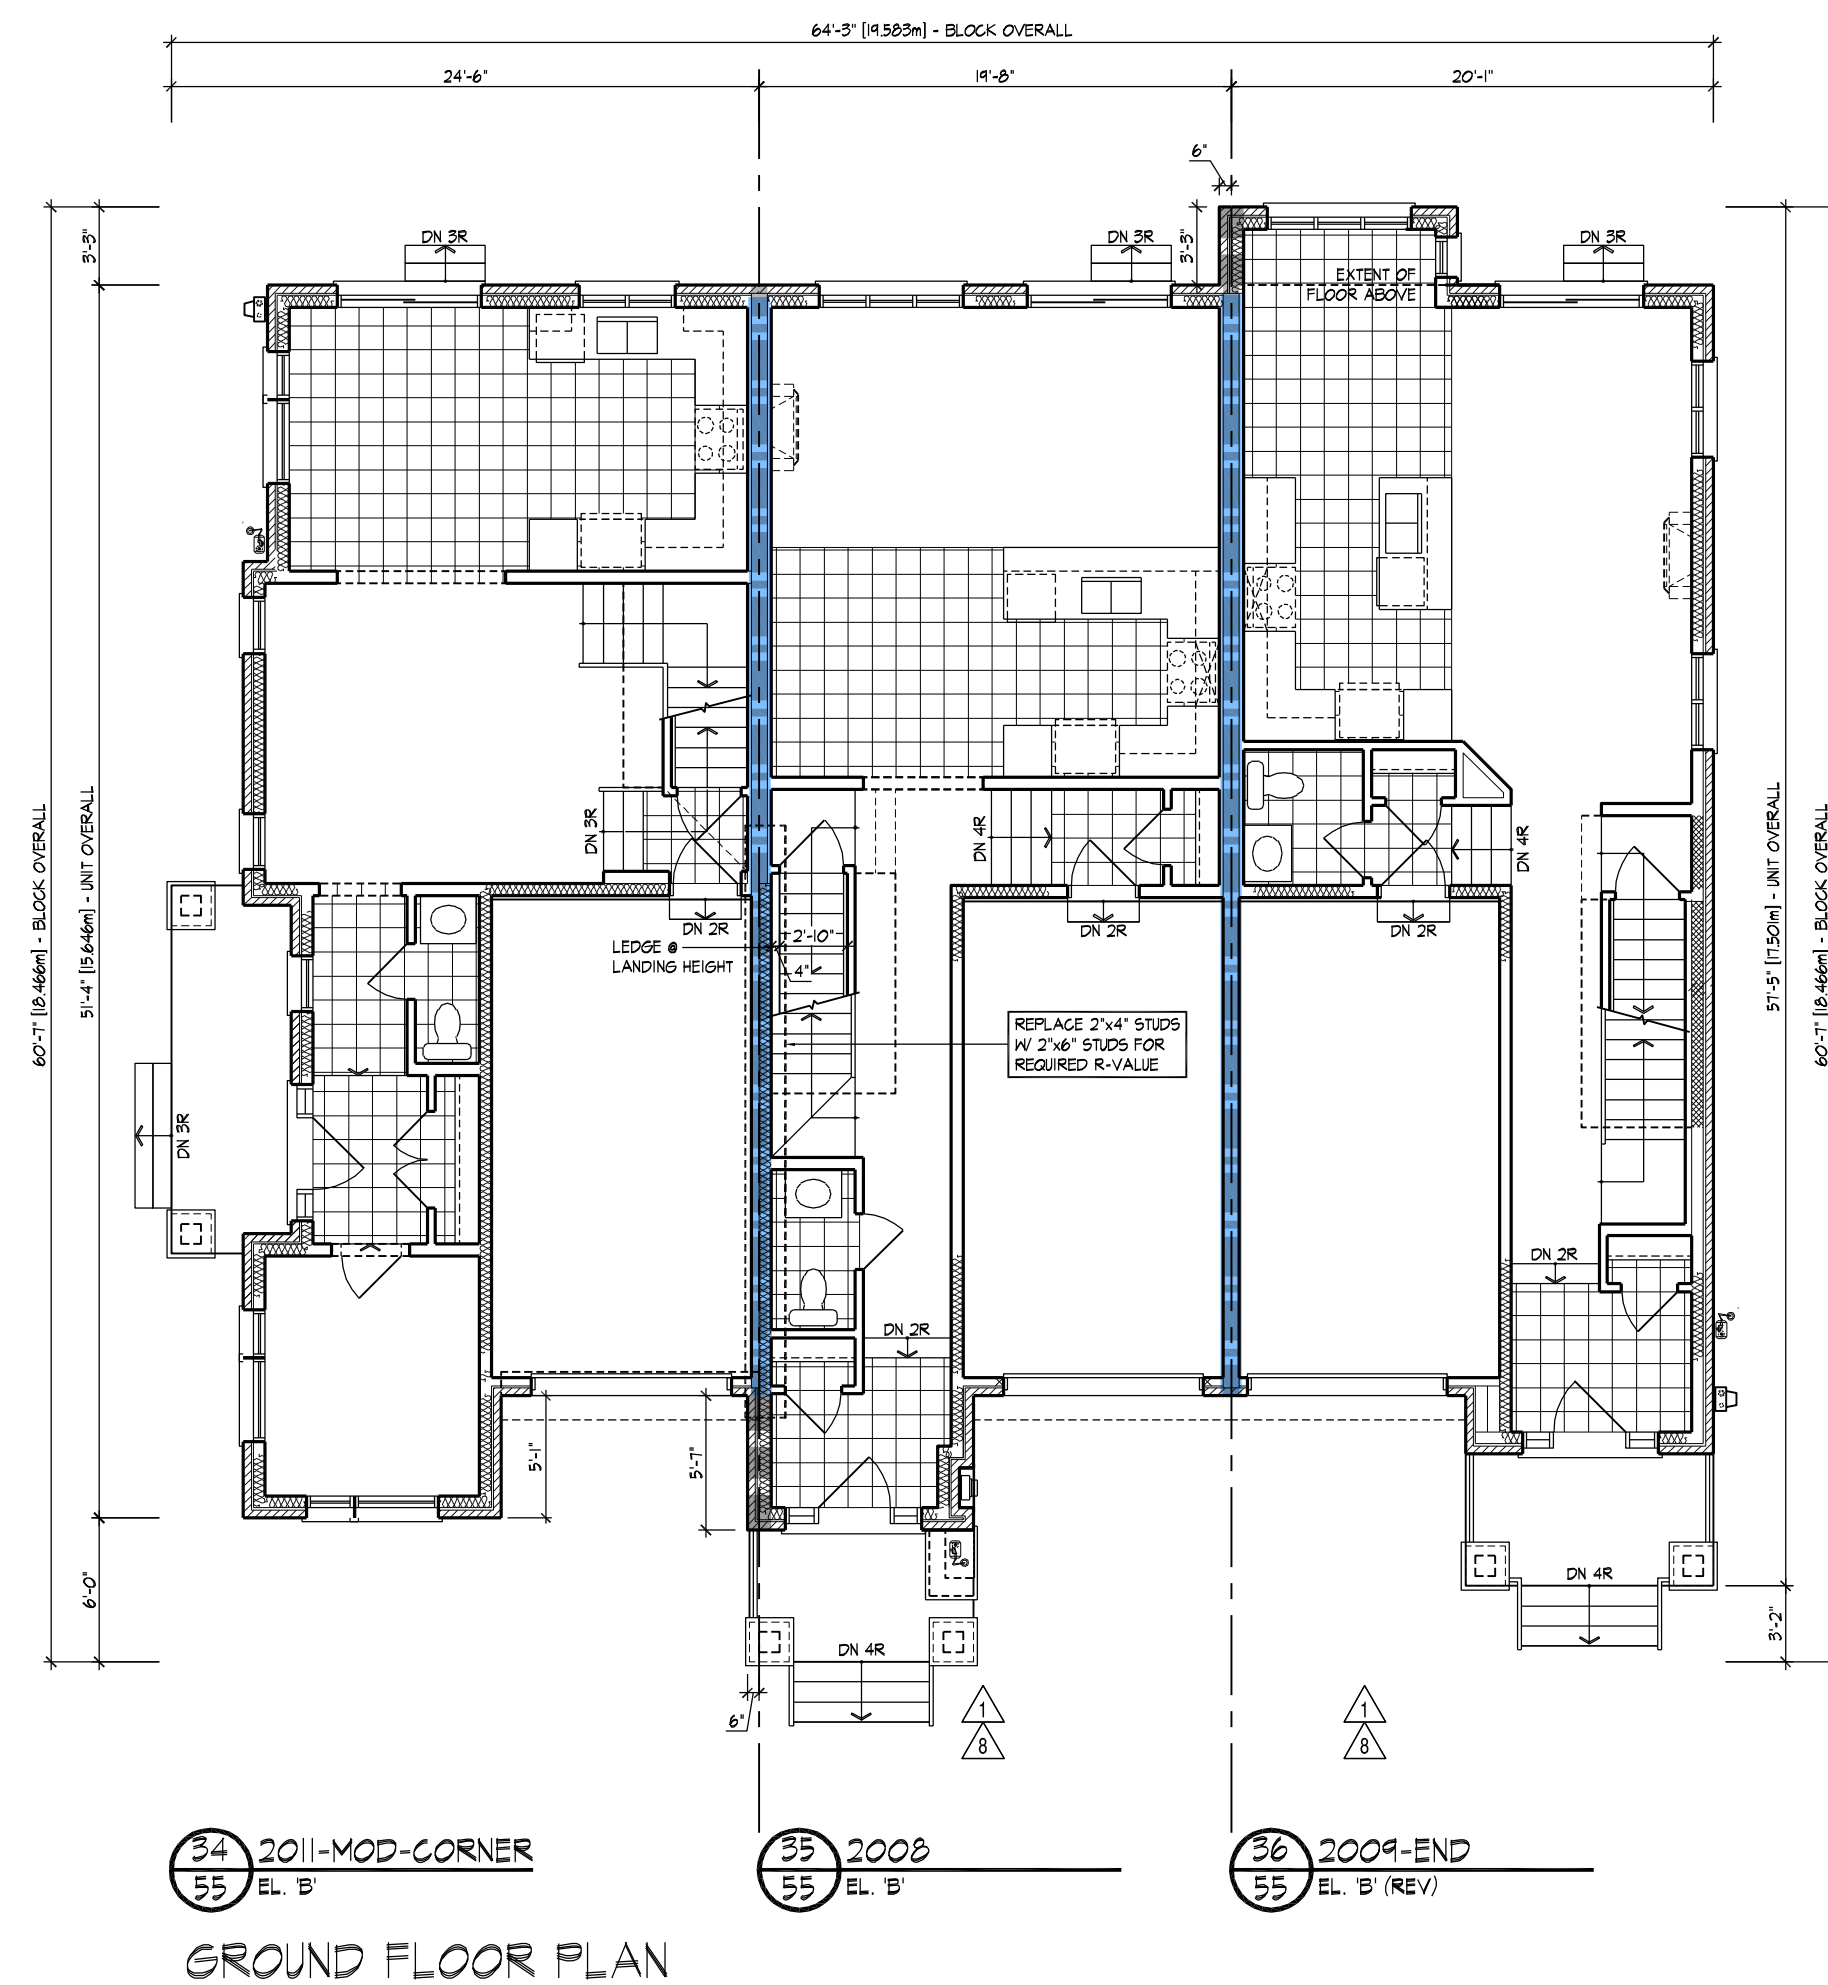 64'-3" [19.583m] - BLOCK OVERALL
24'-6"
19'-8"
20'-1"
6"
3'-3"
DN 3R
DN 3R
3'-3"
DN 3R
EXTENT OF
FLOOR ABOVE
60'-7" [18.466m] - BLOCK OVERALL
51'-4" [15.646m] - UNIT OVERALL
DN 3R
DN 4R
DN 4R
57'-5" [17.501m] - UNIT OVERALL
60'-7" [18.466m] - BLOCK OVERALL
DN 2R
DN 2R
DN 2R
LEDGE @
LANDING HEIGHT
2'-10"
4"
REPLACE 2"x4" STUDS
W/ 2"x6" STUDS FOR
REQUIRED R-VALUE
DN 3R
DN 2R
DN 2R
5'-1"
5'-7"
6'-0"
DN 4R
3'-2"
DN 4R
6"
1
8
1
8
34
55
2011-MOD-CORNER
EL. 'B'
35
55
2008
EL. 'B'
36
55
2009-END
EL. 'B' (REV)
GROUND FLOOR PLAN